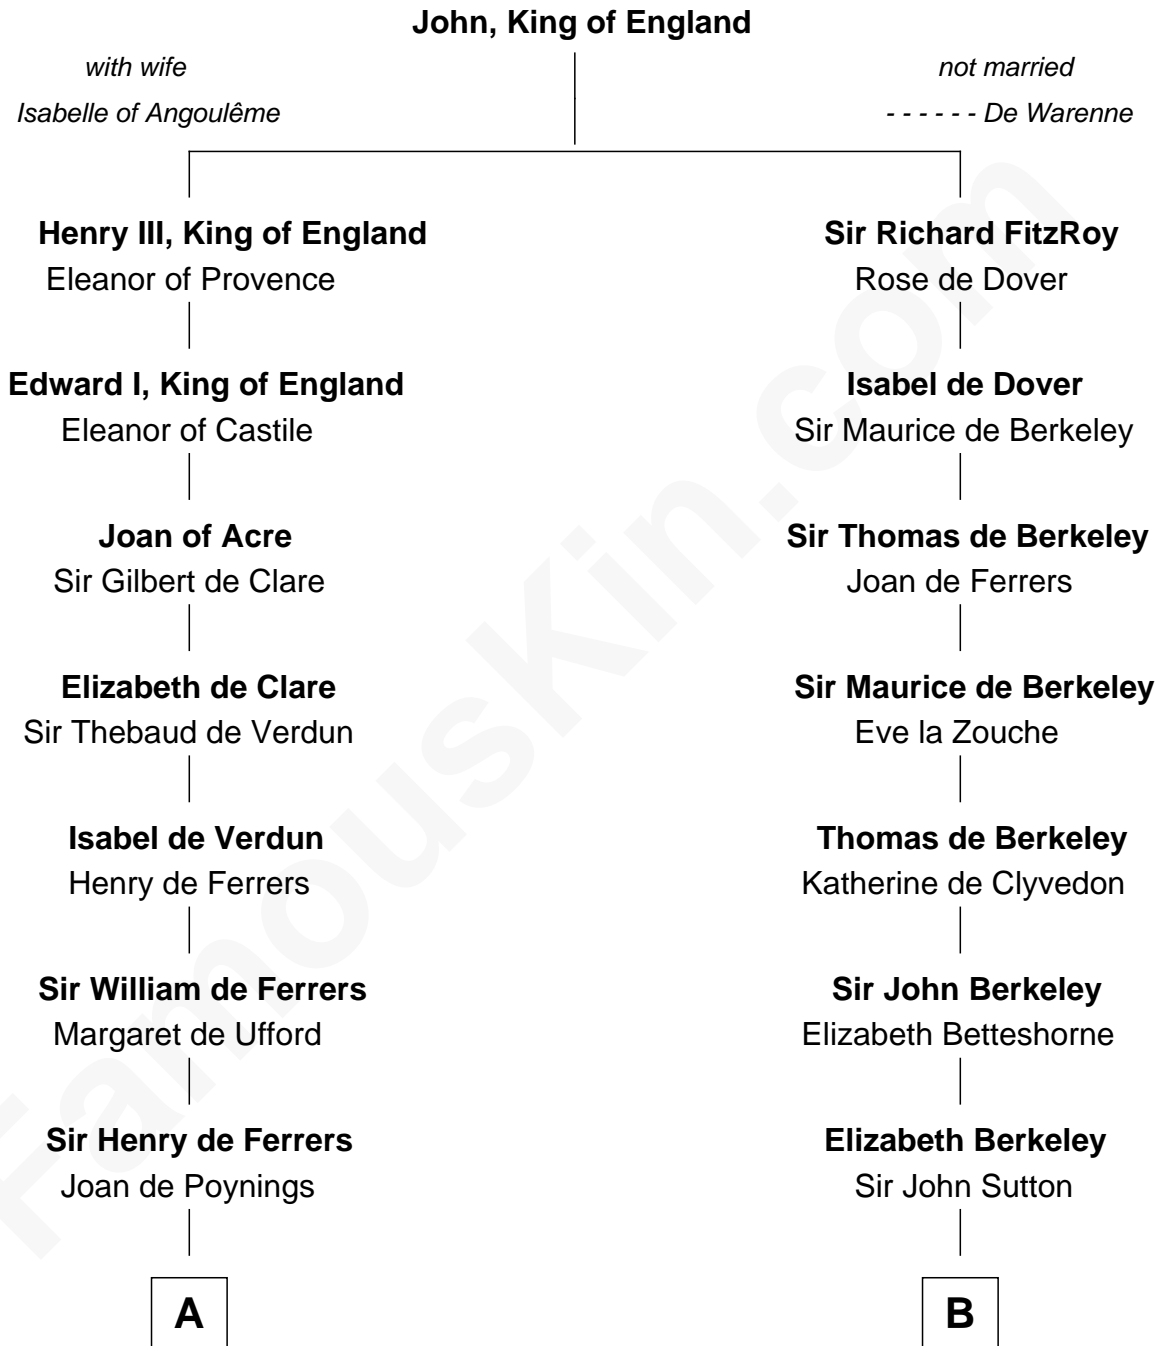 John, King of England
with wife
Isabelle of Angoulême
not married
- - - - - - De Warenne
Henry III, King of England
Eleanor of Provence
Sir Richard FitzRoy
Rose de Dover
Edward I, King of England
Eleanor of Castile
Isabel de Dover
Sir Maurice de Berkeley
Joan of Acre
Sir Gilbert de Clare
Sir Thomas de Berkeley
Joan de Ferrers
Elizabeth de Clare
Sir Thebaud de Verdun
Sir Maurice de Berkeley
Eve la Zouche
Isabel de Verdun
Henry de Ferrers
Thomas de Berkeley
Katherine de Clyvedon
Sir William de Ferrers
Margaret de Ufford
Sir John Berkeley
Elizabeth Betteshorne
Sir Henry de Ferrers
Joan de Poynings
Elizabeth Berkeley
Sir John Sutton
A
B
FamousKin.com